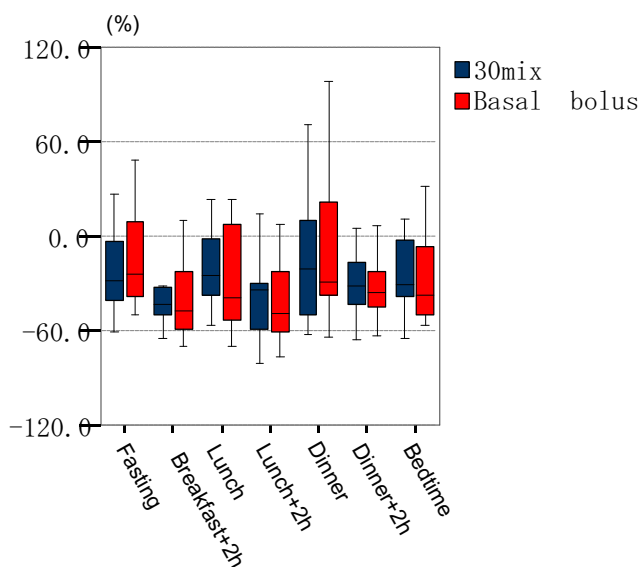 (%)
120.0
60.0
0.0
-60.0
-120.0
30mix
Basal bolus
Fasting
Breakfast+2h
Lunch
Lunch+2h
Dinner
Dinner+2h
Bedtime